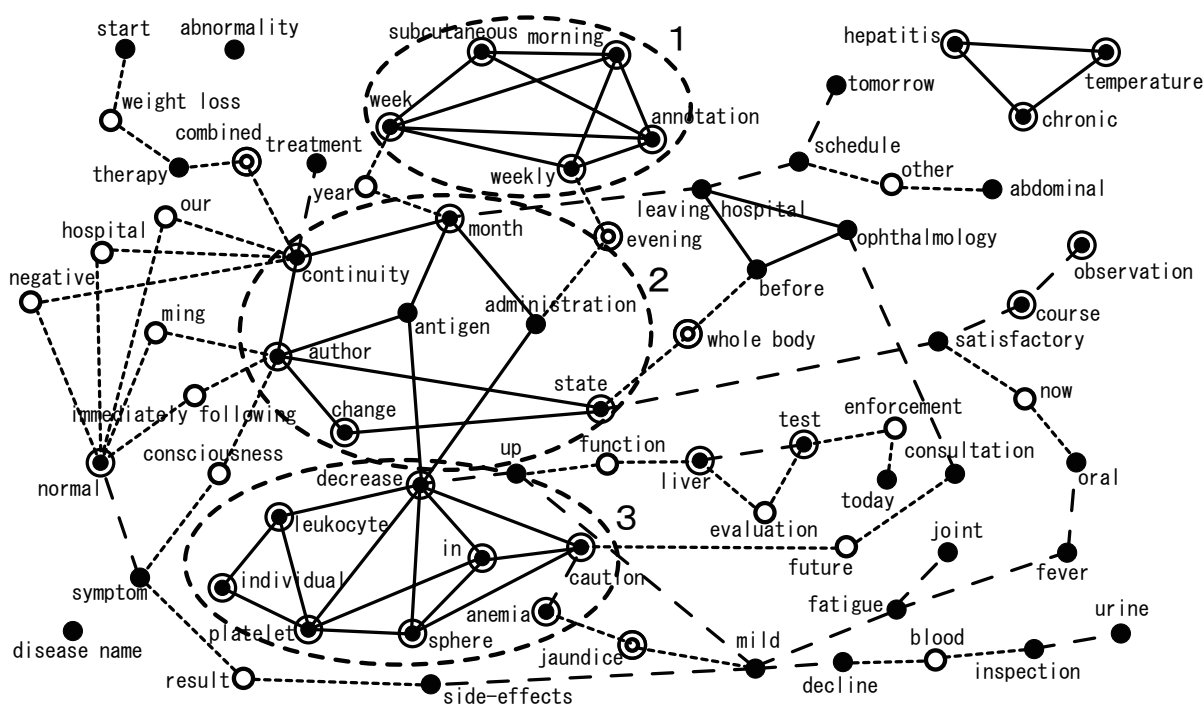 start
abnormality
subcutaneous
morning
1
hepatitis
temperature
chronic
tomorrow
weight loss
combined
week
annotation
therapy
treatment
year
weekly
schedule
other
abdominal
our
leaving hospital
hospital
month
evening
ophthalmology
observation
negative
continuity
2
before
ming
antigen
administration
whole body
course
author
satisfactory
state
now
immediately following
change
enforcement
test
consciousness
up
function
consultation
normal
decrease
liver
today
oral
leukocyte
3
evaluation
joint
in
future
fever
individual
caution
symptom
anemia
fatigue
urine
platelet
sphere
mild
blood
disease name
jaundice
inspection
result
side-effects
decline